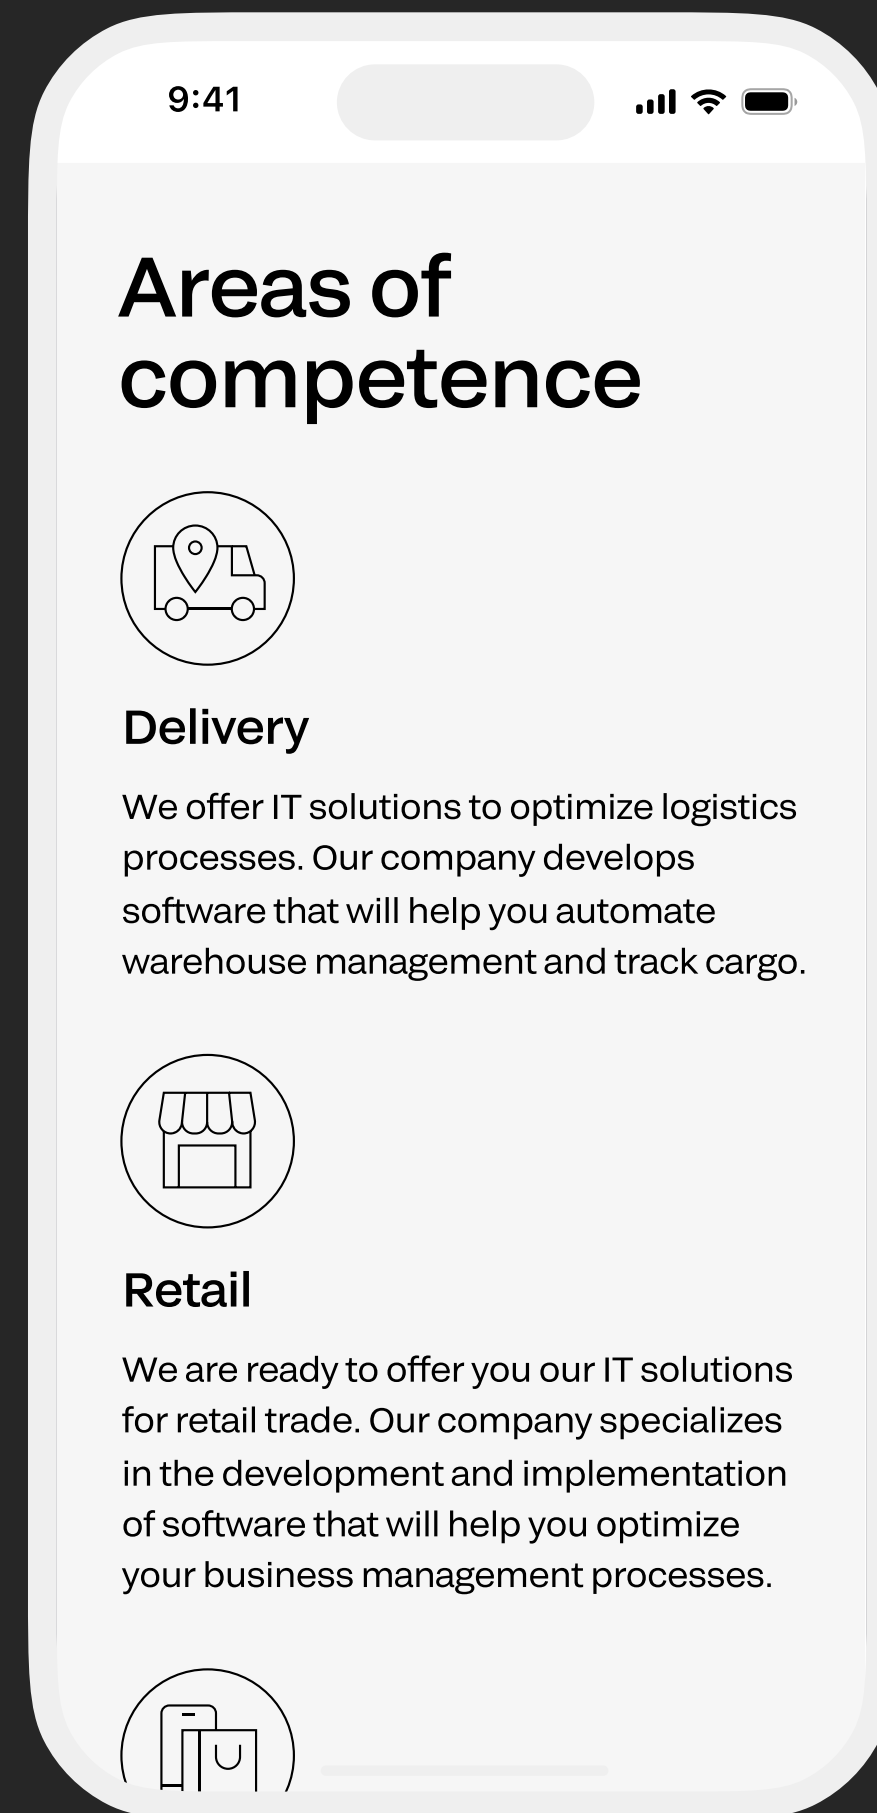 9:41
Areas of
competence
Delivery
We offer IT solutions to optimize logistics
processes. Our company develops
software that will help you automate
warehouse management and track cargo.
Retail
We are ready to offer you our IT solutions
for retail trade. Our company specializes
in the development and implementation
of software that will help you optimize
your business management processes.